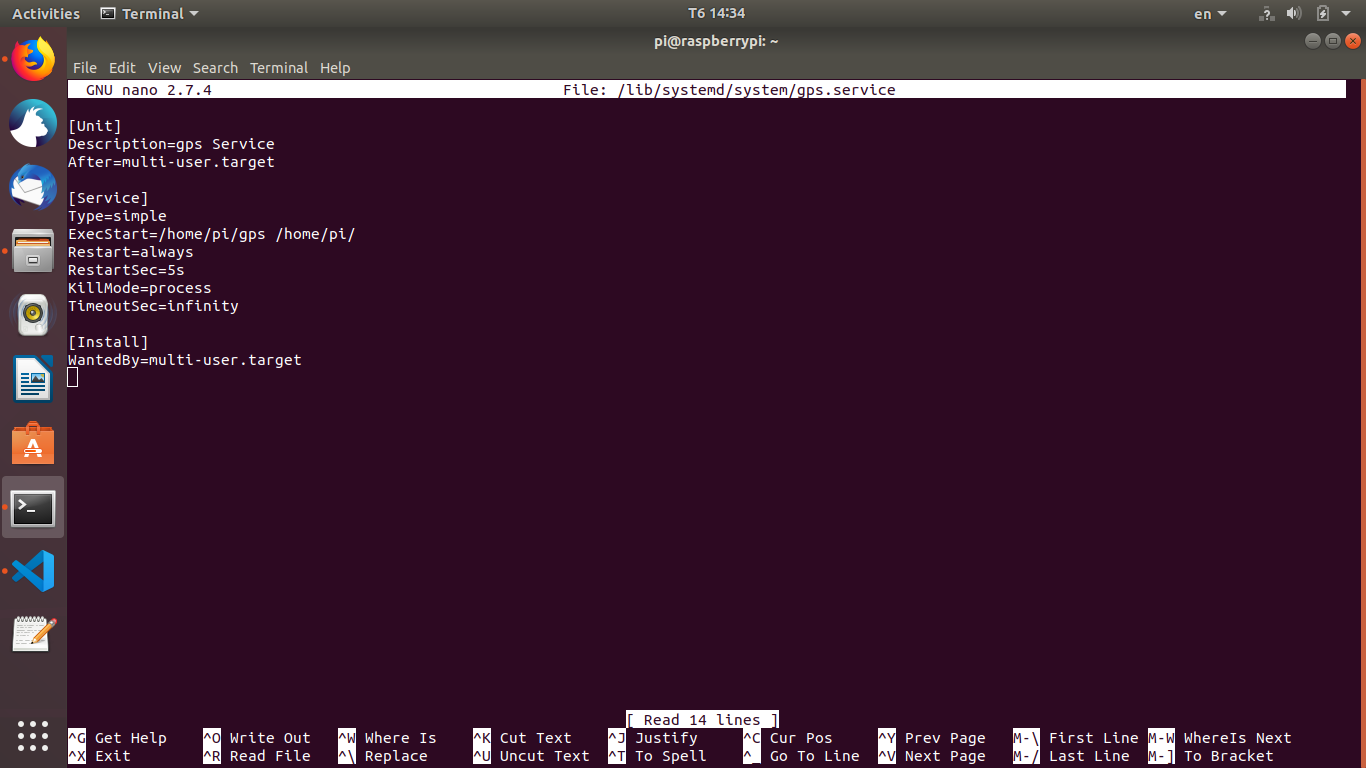 Activities Terminal T6 14:34 en
pi@raspberrypi: ~
File Edit View Search Terminal Help
GNU nano 2.7.4 File: /lib/systemd/system/gps.service
[Unit]
Description=gps Service
After=multi-user.target
[Service]
Type=simple
ExecStart=/home/pi/gps /home/pi/
Restart=always
RestartSec=5s
KillMode=process
TimeoutSec=infinity
[Install]
WantedBy=multi-user.target
[ Read 14 lines ]
^G Get Help ^O Write Out ^W Where Is ^K Cut Text ^J Justify ^C Cur Pos ^Y Prev Page M-\ First Line M-W WhereIs Next
^X Exit ^R Read File ^\ Replace ^U Uncut Text ^T To Spell ^_ Go To Line ^V Next Page M-/ Last Line M-] To Bracket